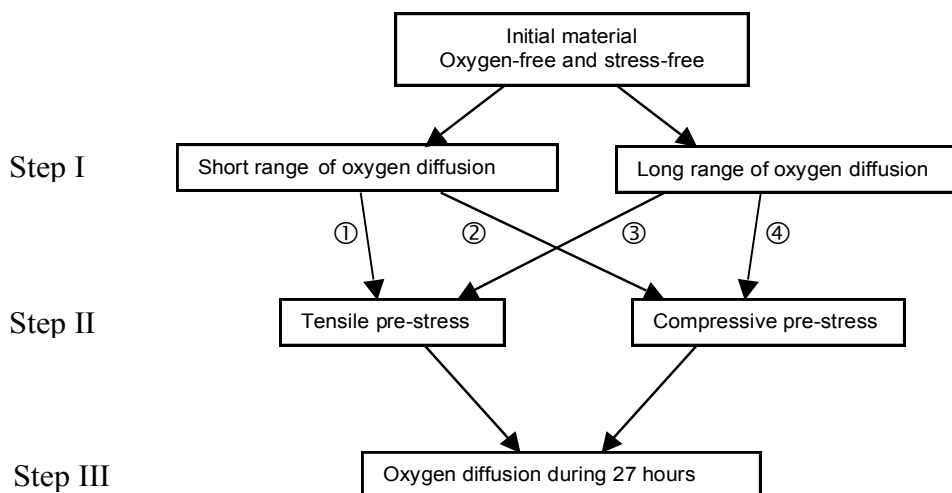 Initial material
Oxygen-free and stress-free
Step I
Short range of oxygen diffusion
Long range of oxygen diffusion
① ② ③ ④
Step II
Tensile pre-stress
Compressive pre-stress
Step III
Oxygen diffusion during 27 hours